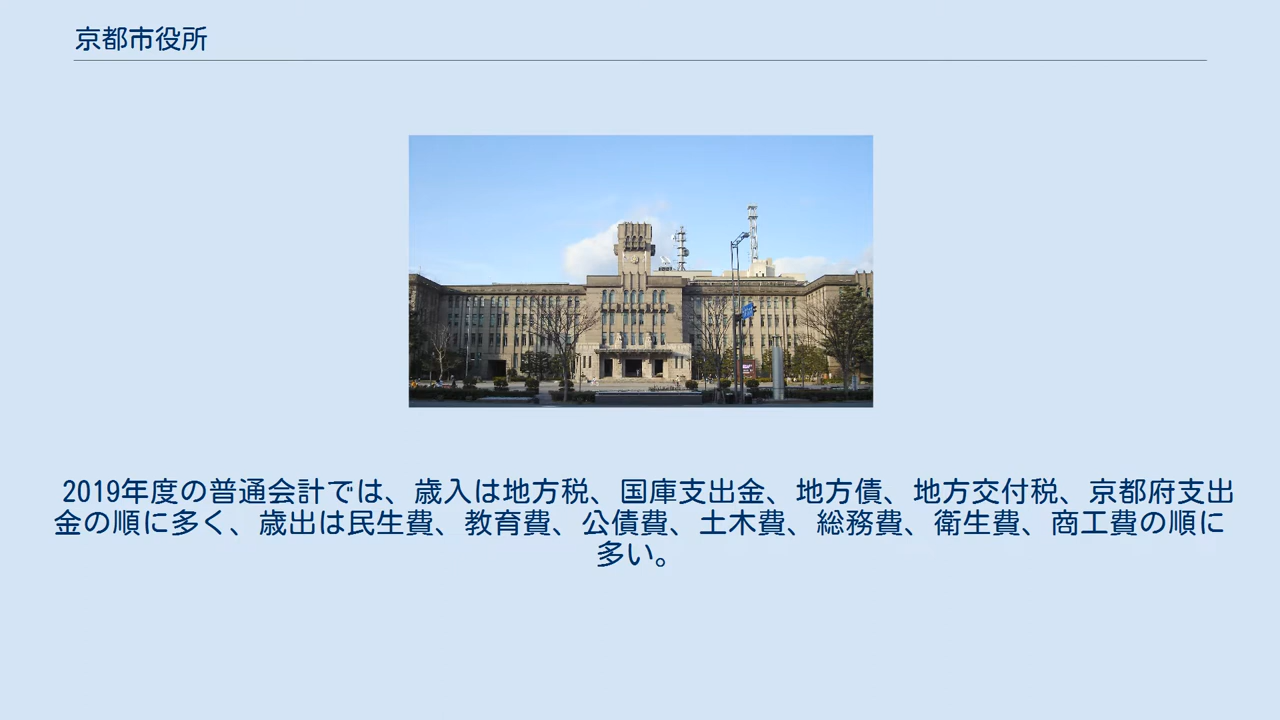 京都市役所
2019年度の普通会計では、歳入は地方税、国庫支出金、地方債、地方交付税、京都府支出
金の順に多く、歳出は民生費、教育費、公債費、土木費、総務費、衛生費、商工費の順に
多い。